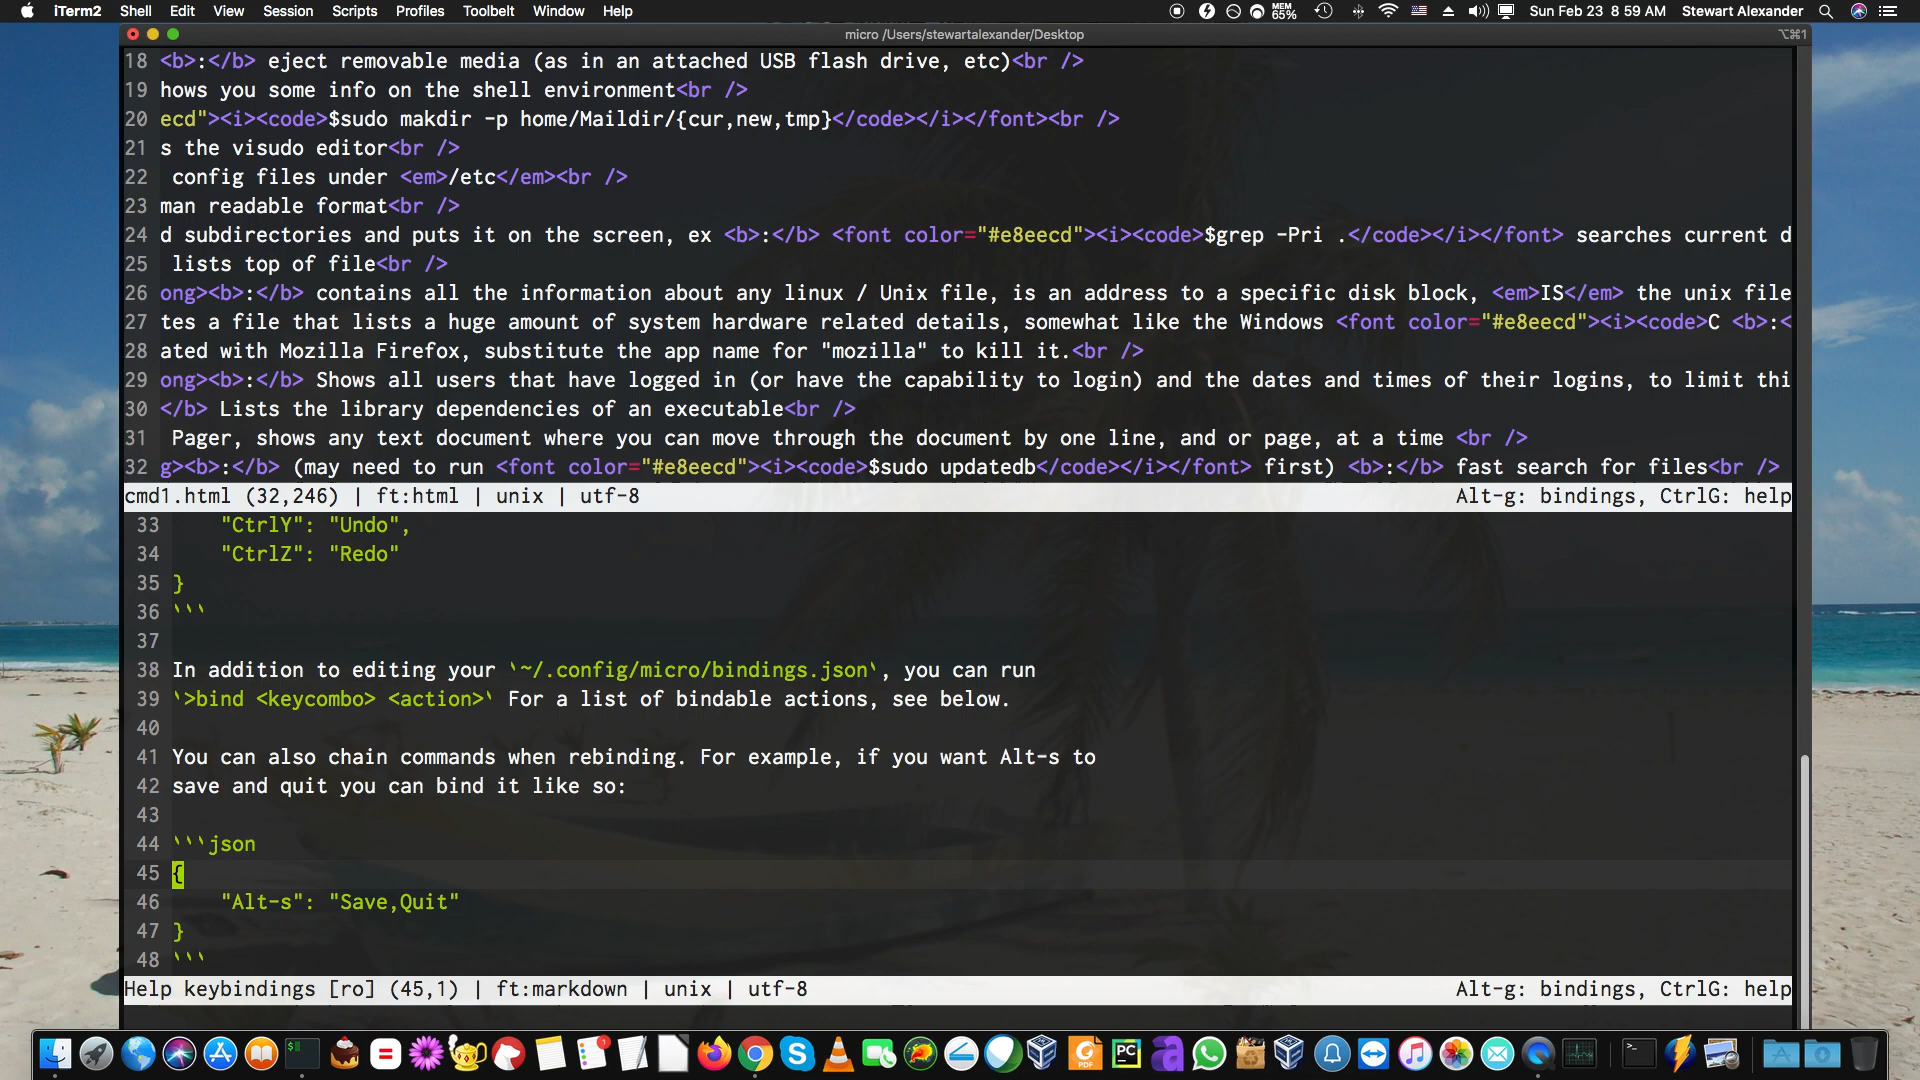 iTerm2 Shell Edit View Session Scripts Profiles Toolbelt Window Help MEM 65% Sun Feb 23 8 59 AM Stewart Alexander
micro /Users/stewartalexander/Desktop ⌥⌘1
18 <b>:</b> eject removable media (as in an attached USB flash drive, etc)<br />
19 hows you some info on the shell environment<br />
20 ecd"><i><code>$sudo makdir -p home/Maildir/{cur,new,tmp}</code></i></font><br />
21 s the visudo editor<br />
22 config files under <em>/etc</em><br />
23 man readable format<br />
24 d subdirectories and puts it on the screen, ex <b>:</b> <font color="#e8eecd"><i><code>$grep -Pri .</code></i></font> searches current d
25 lists top of file<br />
26 ong><b>:</b> contains all the information about any linux / Unix file, is an address to a specific disk block, <em>IS</em> the unix file
27 tes a file that lists a huge amount of system hardware related details, somewhat like the Windows <font color="#e8eecd"><i><code>C <b>:<
28 ated with Mozilla Firefox, substitute the app name for "mozilla" to kill it.<br />
29 ong><b>:</b> Shows all users that have logged in (or have the capability to login) and the dates and times of their logins, to limit thi
30 </b> Lists the library dependencies of an executable<br />
31 Pager, shows any text document where you can move through the document by one line, and or page, at a time <br />
32 g><b>:</b> (may need to run <font color="#e8eecd"><i><code>$sudo updatedb</code></i></font> first) <b>:</b> fast search for files<br />
cmd1.html (32,246) | ft:html | unix | utf-8 Alt-g: bindings, CtrlG: help
33 "CtrlY": "Undo",
34 "CtrlZ": "Redo"
35 }
36 ```
37
38 In addition to editing your `~/.config/micro/bindings.json`, you can run
39 `>bind <keycombo> <action>` For a list of bindable actions, see below.
40
41 You can also chain commands when rebinding. For example, if you want Alt-s to
42 save and quit you can bind it like so:
43
44 ```json
45 {
46 "Alt-s": "Save,Quit"
47 }
48 ```
Help keybindings [ro] (45,1) | ft:markdown | unix | utf-8 Alt-g: bindings, CtrlG: help